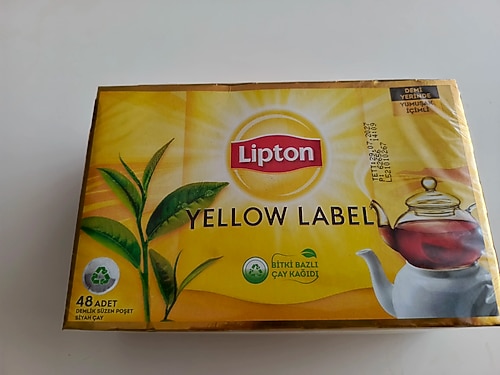 DEMİ
YERİNDE
YUMUŞAK
İÇİMLİ
Lipton
YELLOW LABEL
BİTKİ BAZLI
ÇAY KAĞIDI
48 ADET
DEMLİK SÜZEN POŞET
SİYAH ÇAY